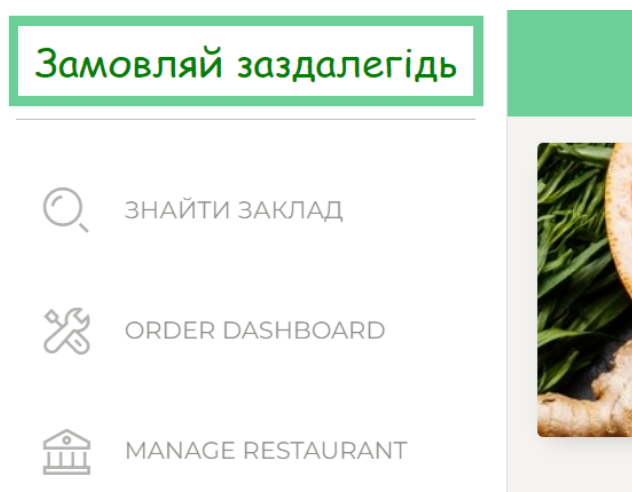 Замовляй заздалегідь
ЗНАЙТИ ЗАКЛАД
ORDER DASHBOARD
MANAGE RESTAURANT